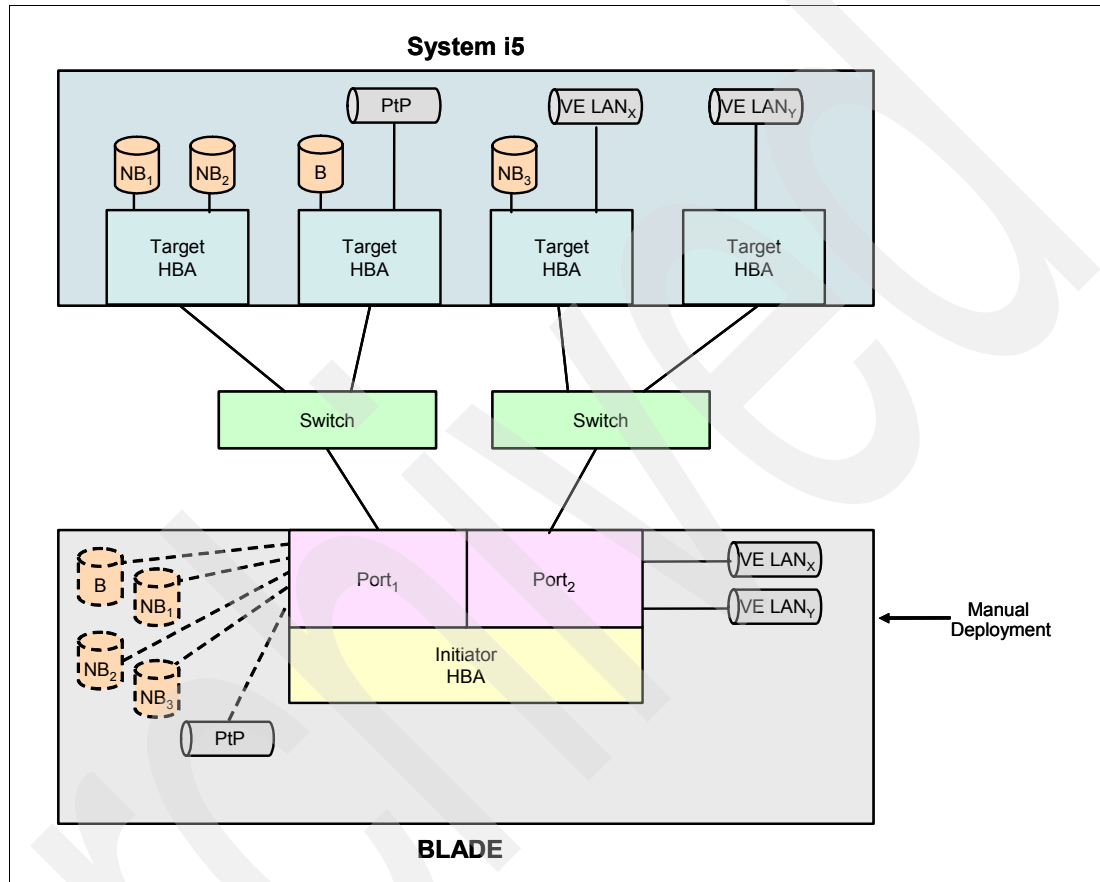 System i5
PtP
VE LANX
VE LANY
NB1
NB2
B
NB3
Target
HBA
Target
HBA
Target
HBA
Target
HBA
Switch
Switch
B
NB1
NB2
NB3
PtP
Port1
Port2
Initiator
HBA
VE LANX
VE LANY
Manual
Deployment
BLADE